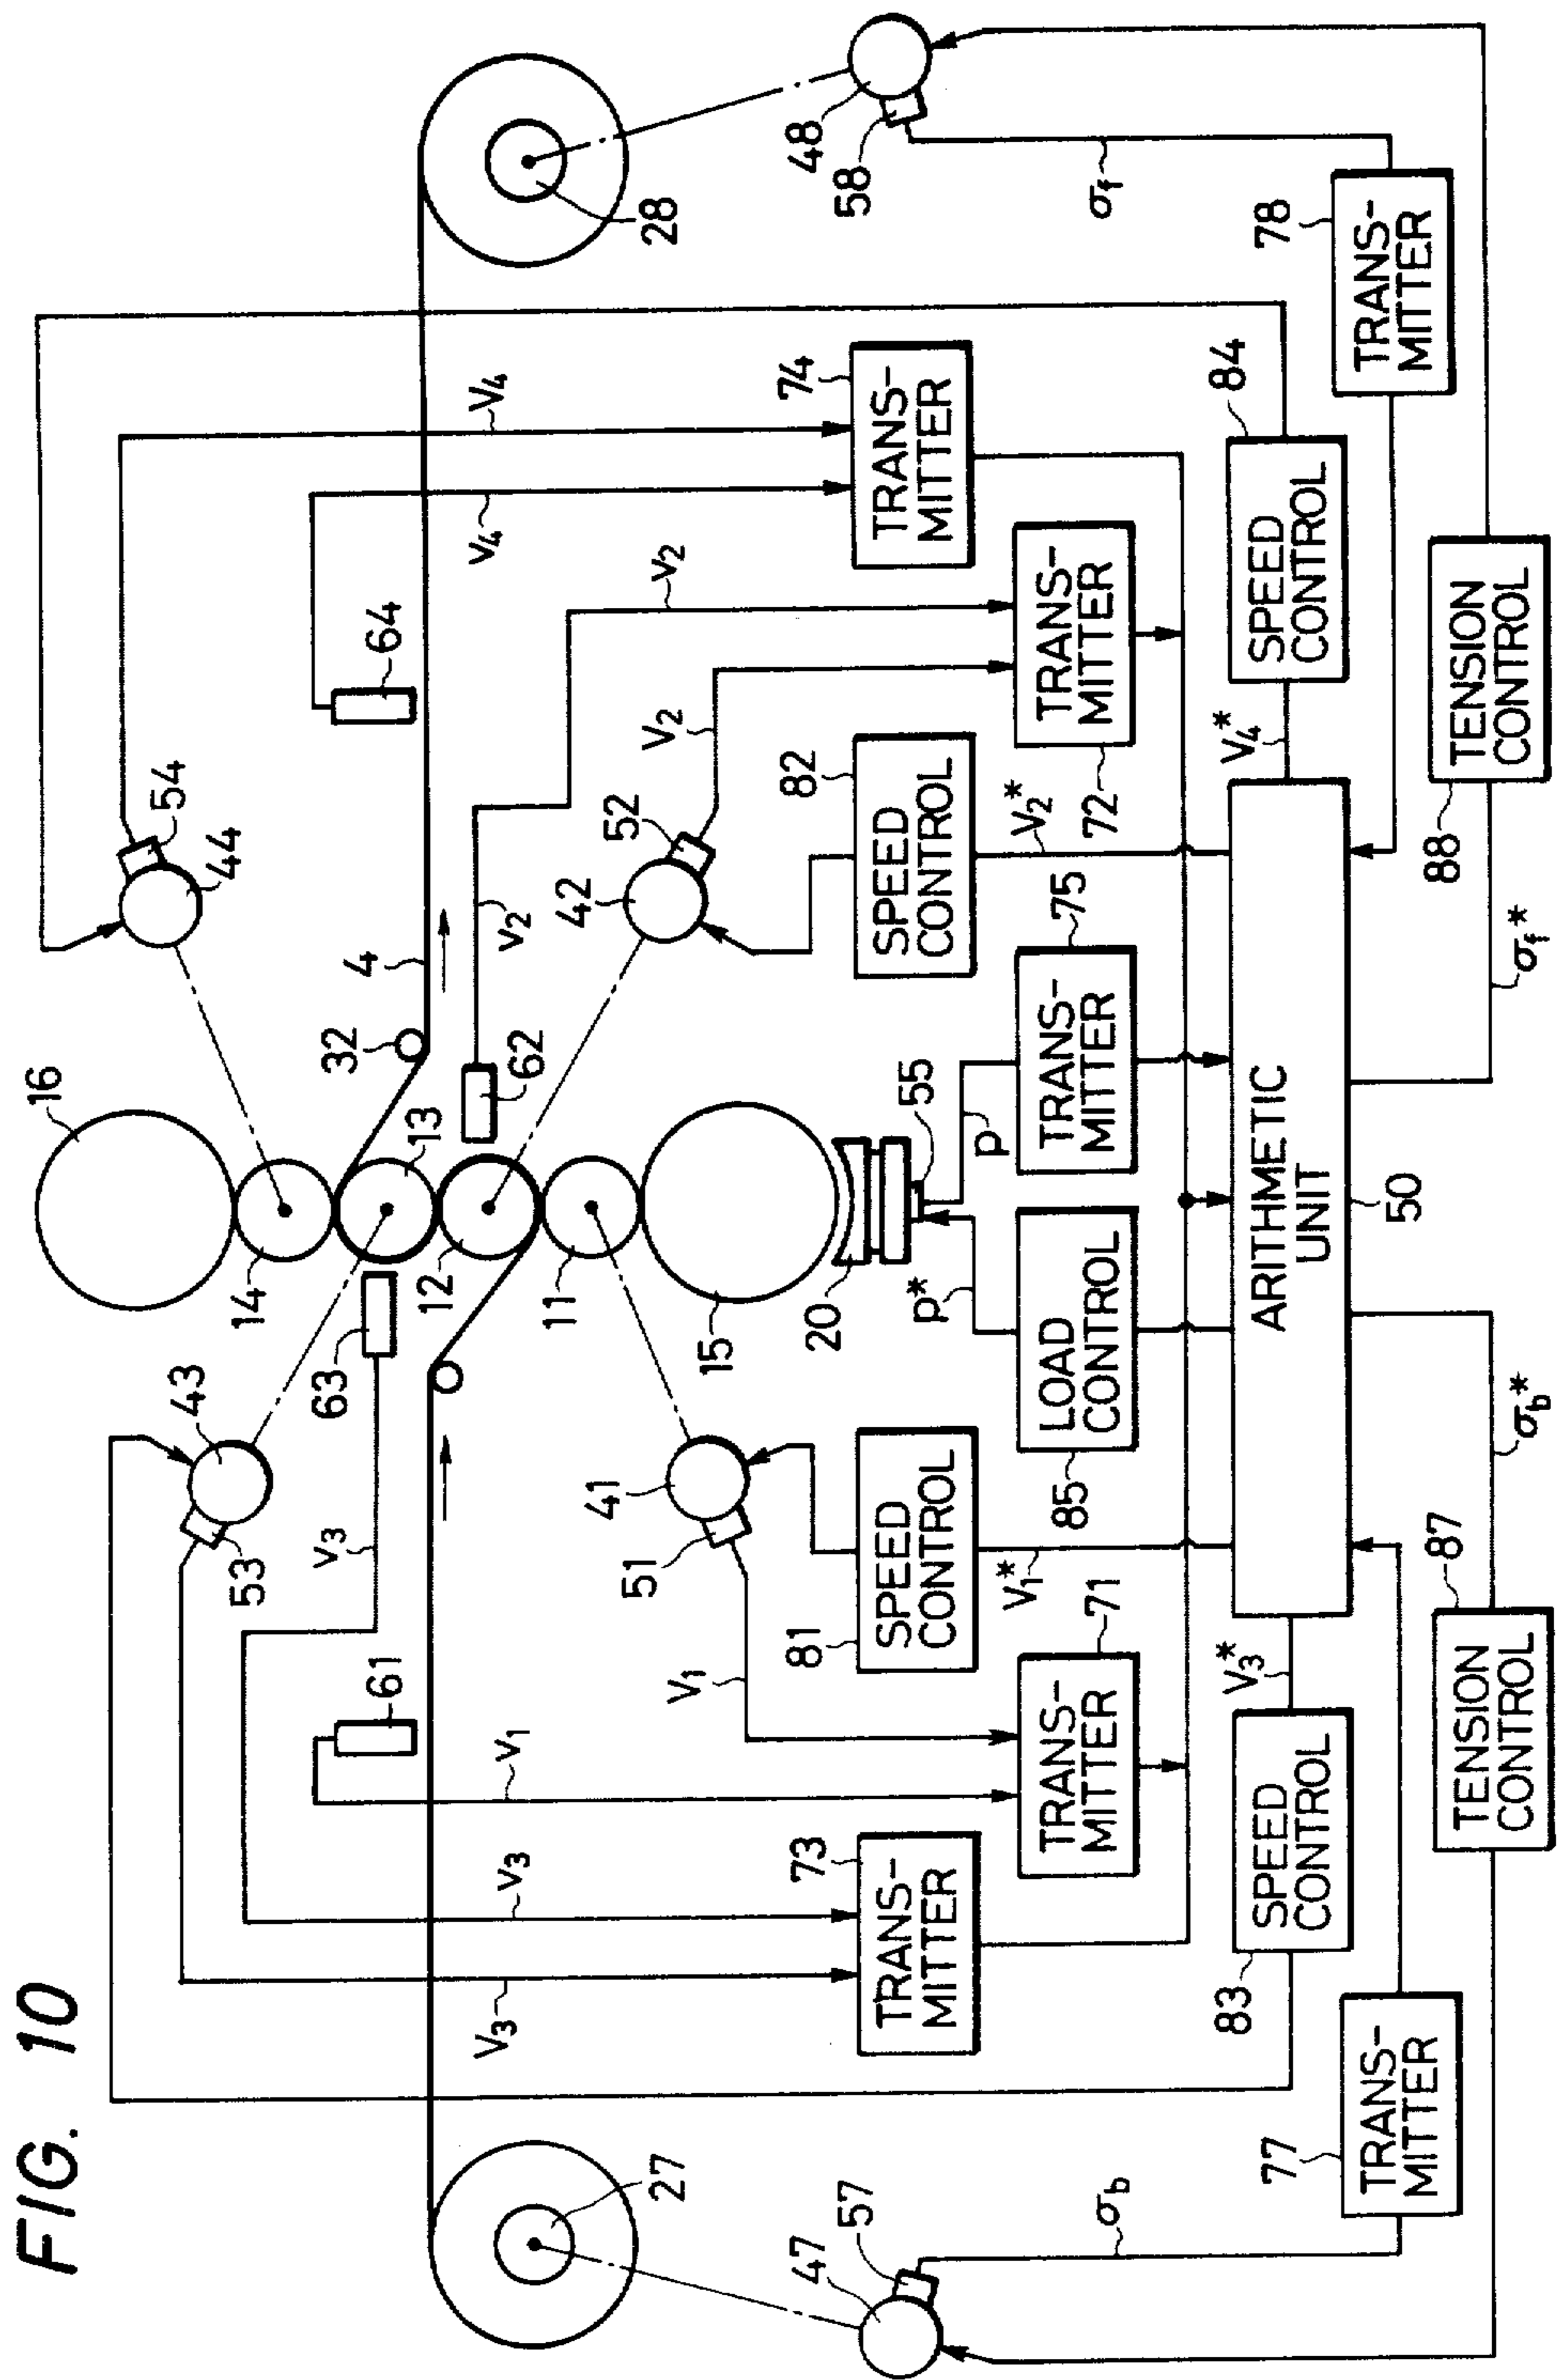 FIG. 10
16
14
13
12
11
15
20
55
32
4
44
54
64
28
48
58
σf
43
53
63
61
27
47
57
σb
V3
v3
v3
V3
v1
V1
41
51
42
52
62
v2
v2
V2
V4
v4
TRANS-
MITTER
73
TRANS-
MITTER
71
SPEED
CONTROL
81
V1*
LOAD
CONTROL
85
p*
p
TRANS-
MITTER
75
SPEED
CONTROL
82
V2*
TRANS-
MITTER
72
TRANS-
MITTER
74
ARITHMETIC
UNIT
50
SPEED
CONTROL
83
V3*
SPEED
CONTROL
84
V4*
TRANS-
MITTER
77
TENSION
CONTROL
87
σb*
TENSION
CONTROL
88
σf*
TRANS-
MITTER
78